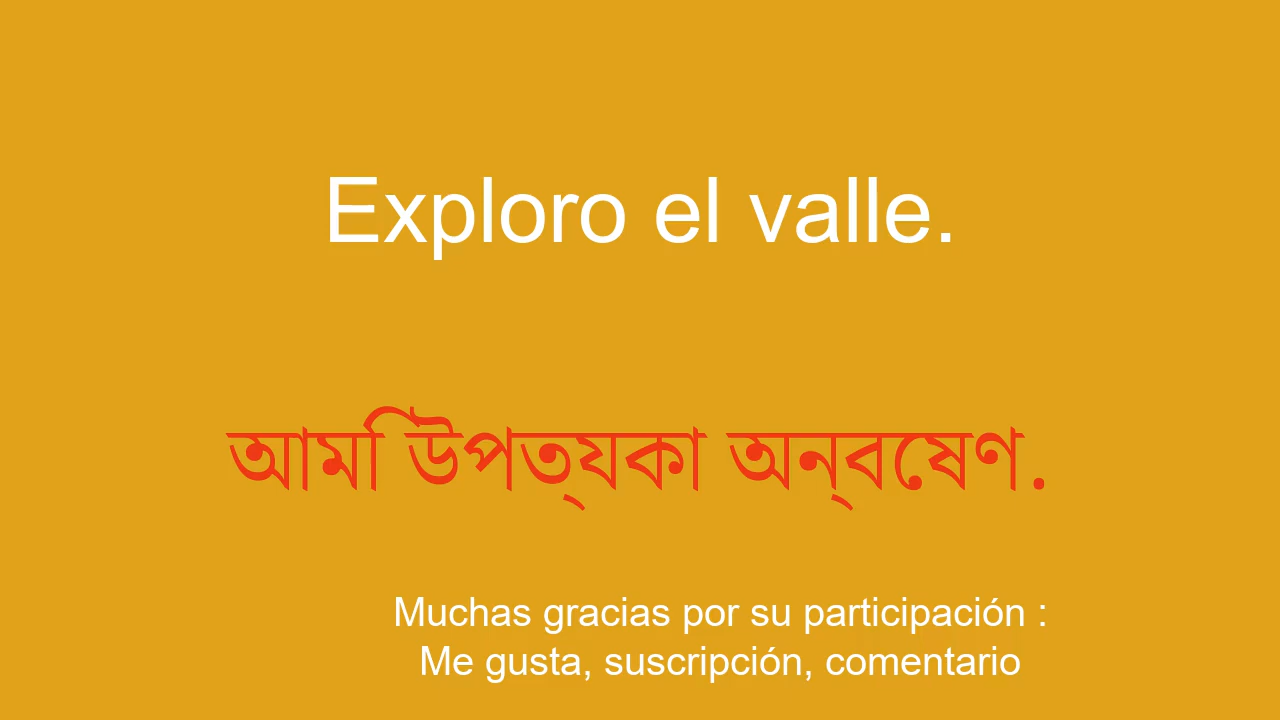 Exploro el valle.
আমি উপত্যকা অন্বেষণ.
Muchas gracias por su participación :
Me gusta, suscripción, comentario